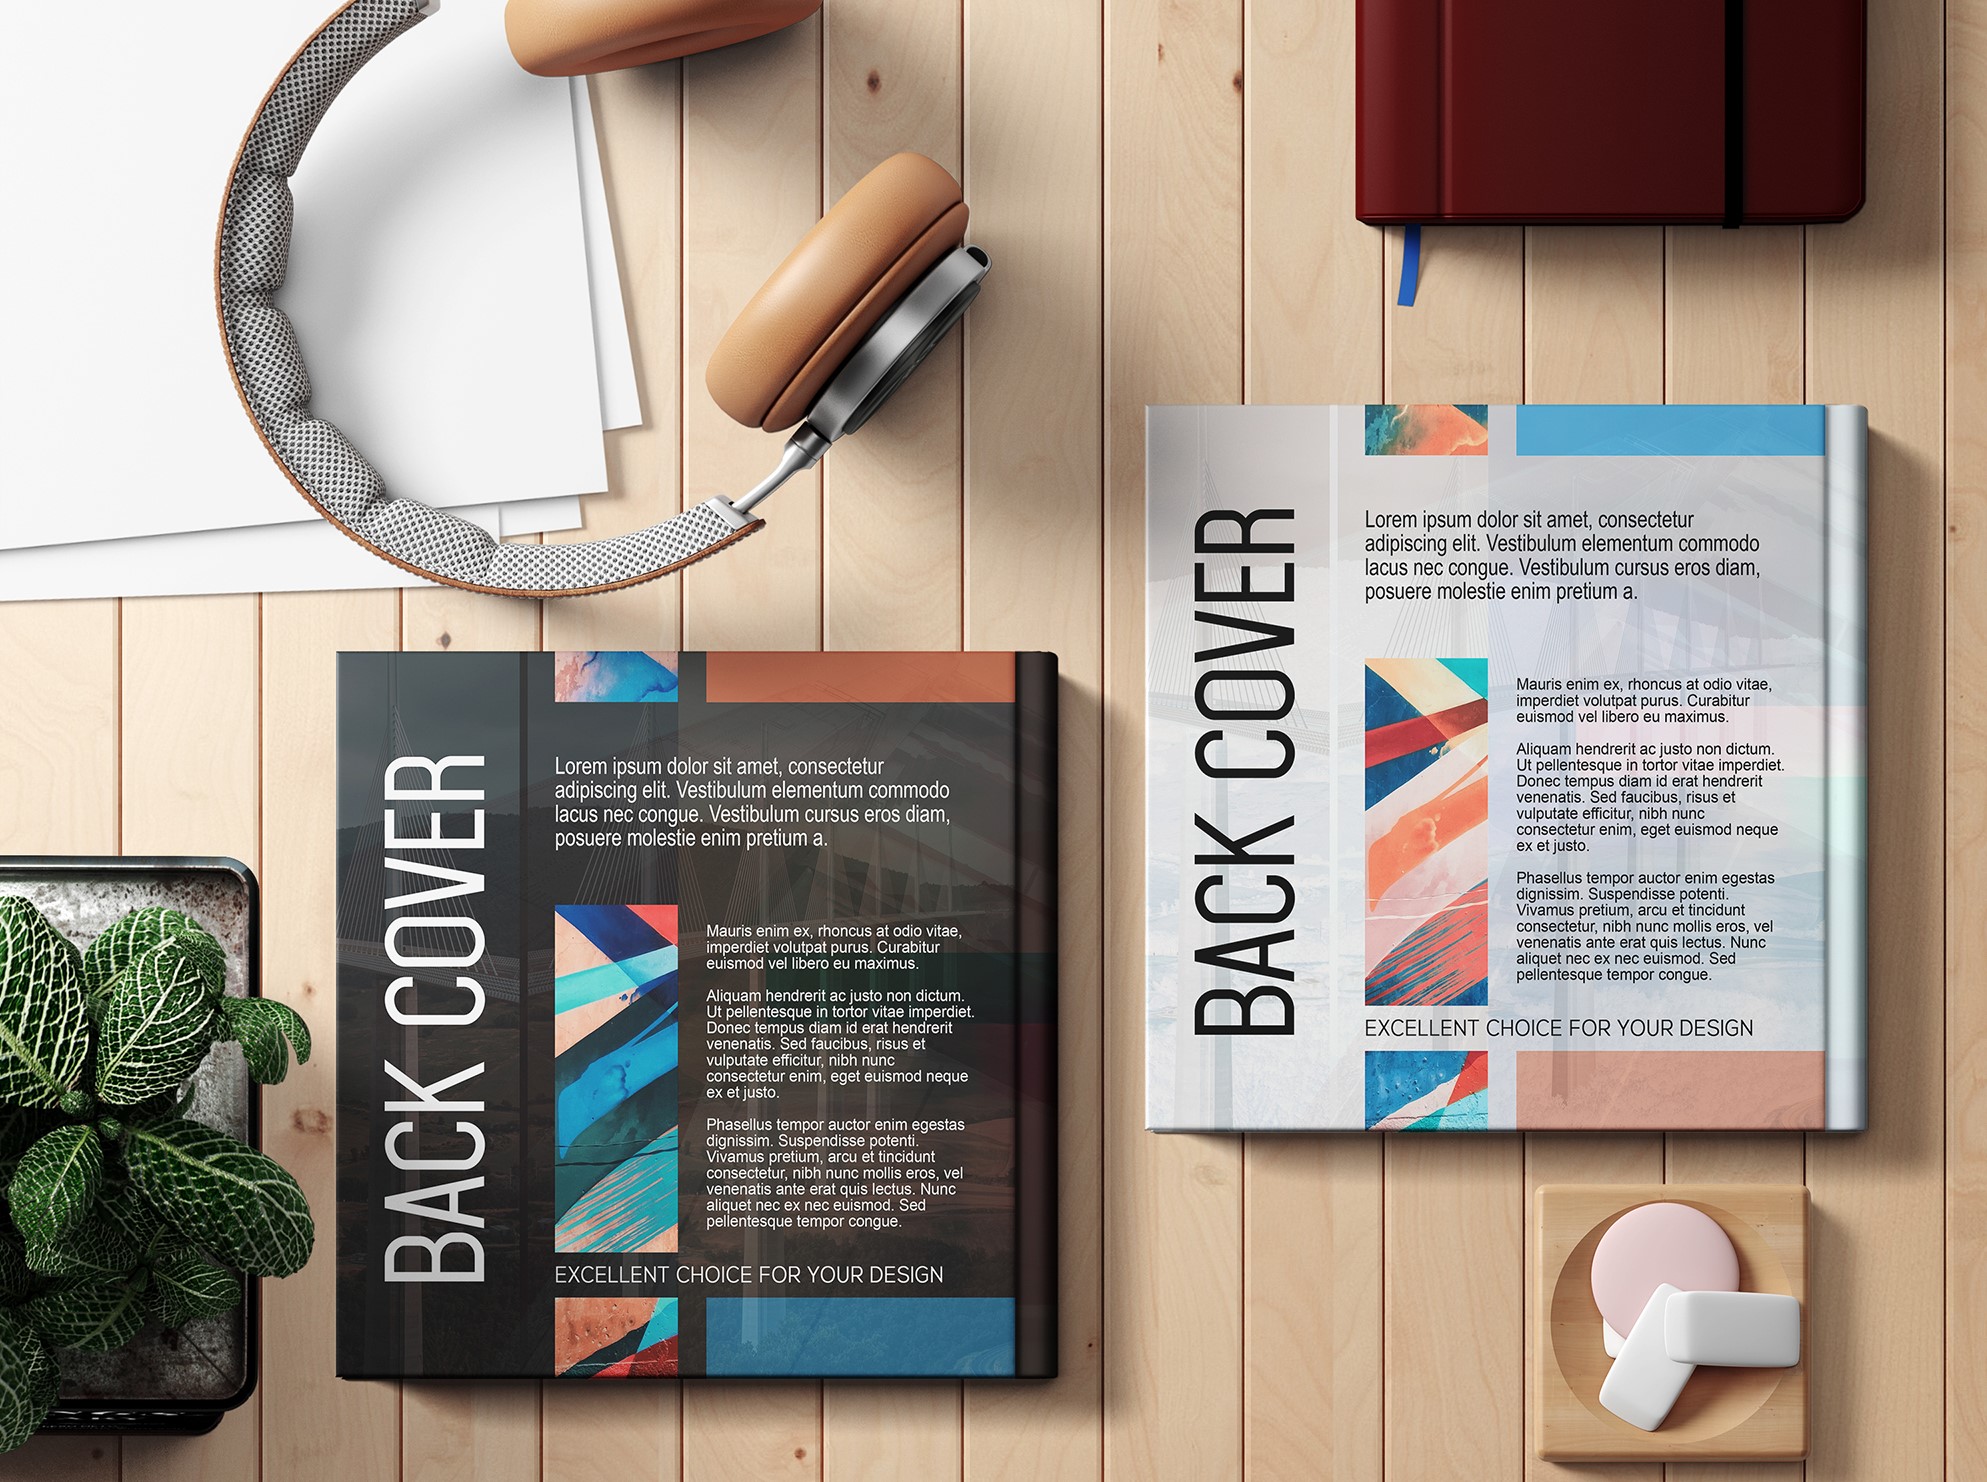 BACK COVER
Lorem ipsum dolor sit amet, consectetur
adipiscing elit. Vestibulum elementum commodo
lacus nec congue. Vestibulum cursus eros diam,
posuere molestie enim pretium a.
Mauris enim ex, rhoncus at odio vitae,
imperdiet volutpat purus. Curabitur
euismod vel libero eu maximus.
Aliquam hendrerit ac justo non dictum.
Ut pellentesque in tortor vitae imperdiet.
Donec tempus diam id erat hendrerit
venenatis. Sed faucibus, risus et
vulputate efficitur, nibh nunc
consectetur enim, eget euismod neque
ex et justo.
Phasellus tempor auctor enim egestas
dignissim. Suspendisse potenti.
Vivamus pretium, arcu et tincidunt
consectetur, nibh nunc mollis eros, vel
venenatis ante erat quis lectus. Nunc
aliquet nec ex nec euismod. Sed
pellentesque tempor congue.
EXCELLENT CHOICE FOR YOUR DESIGN
BACK COVER
Lorem ipsum dolor sit amet, consectetur
adipiscing elit. Vestibulum elementum commodo
lacus nec congue. Vestibulum cursus eros diam,
posuere molestie enim pretium a.
Mauris enim ex, rhoncus at odio vitae,
imperdiet volutpat purus. Curabitur
euismod vel libero eu maximus.
Aliquam hendrerit ac justo non dictum.
Ut pellentesque in tortor vitae imperdiet.
Donec tempus diam id erat hendrerit
venenatis. Sed faucibus, risus et
vulputate efficitur, nibh nunc
consectetur enim, eget euismod neque
ex et justo.
Phasellus tempor auctor enim egestas
dignissim. Suspendisse potenti.
Vivamus pretium, arcu et tincidunt
consectetur, nibh nunc mollis eros, vel
venenatis ante erat quis lectus. Nunc
aliquet nec ex nec euismod. Sed
pellentesque tempor congue.
EXCELLENT CHOICE FOR YOUR DESIGN